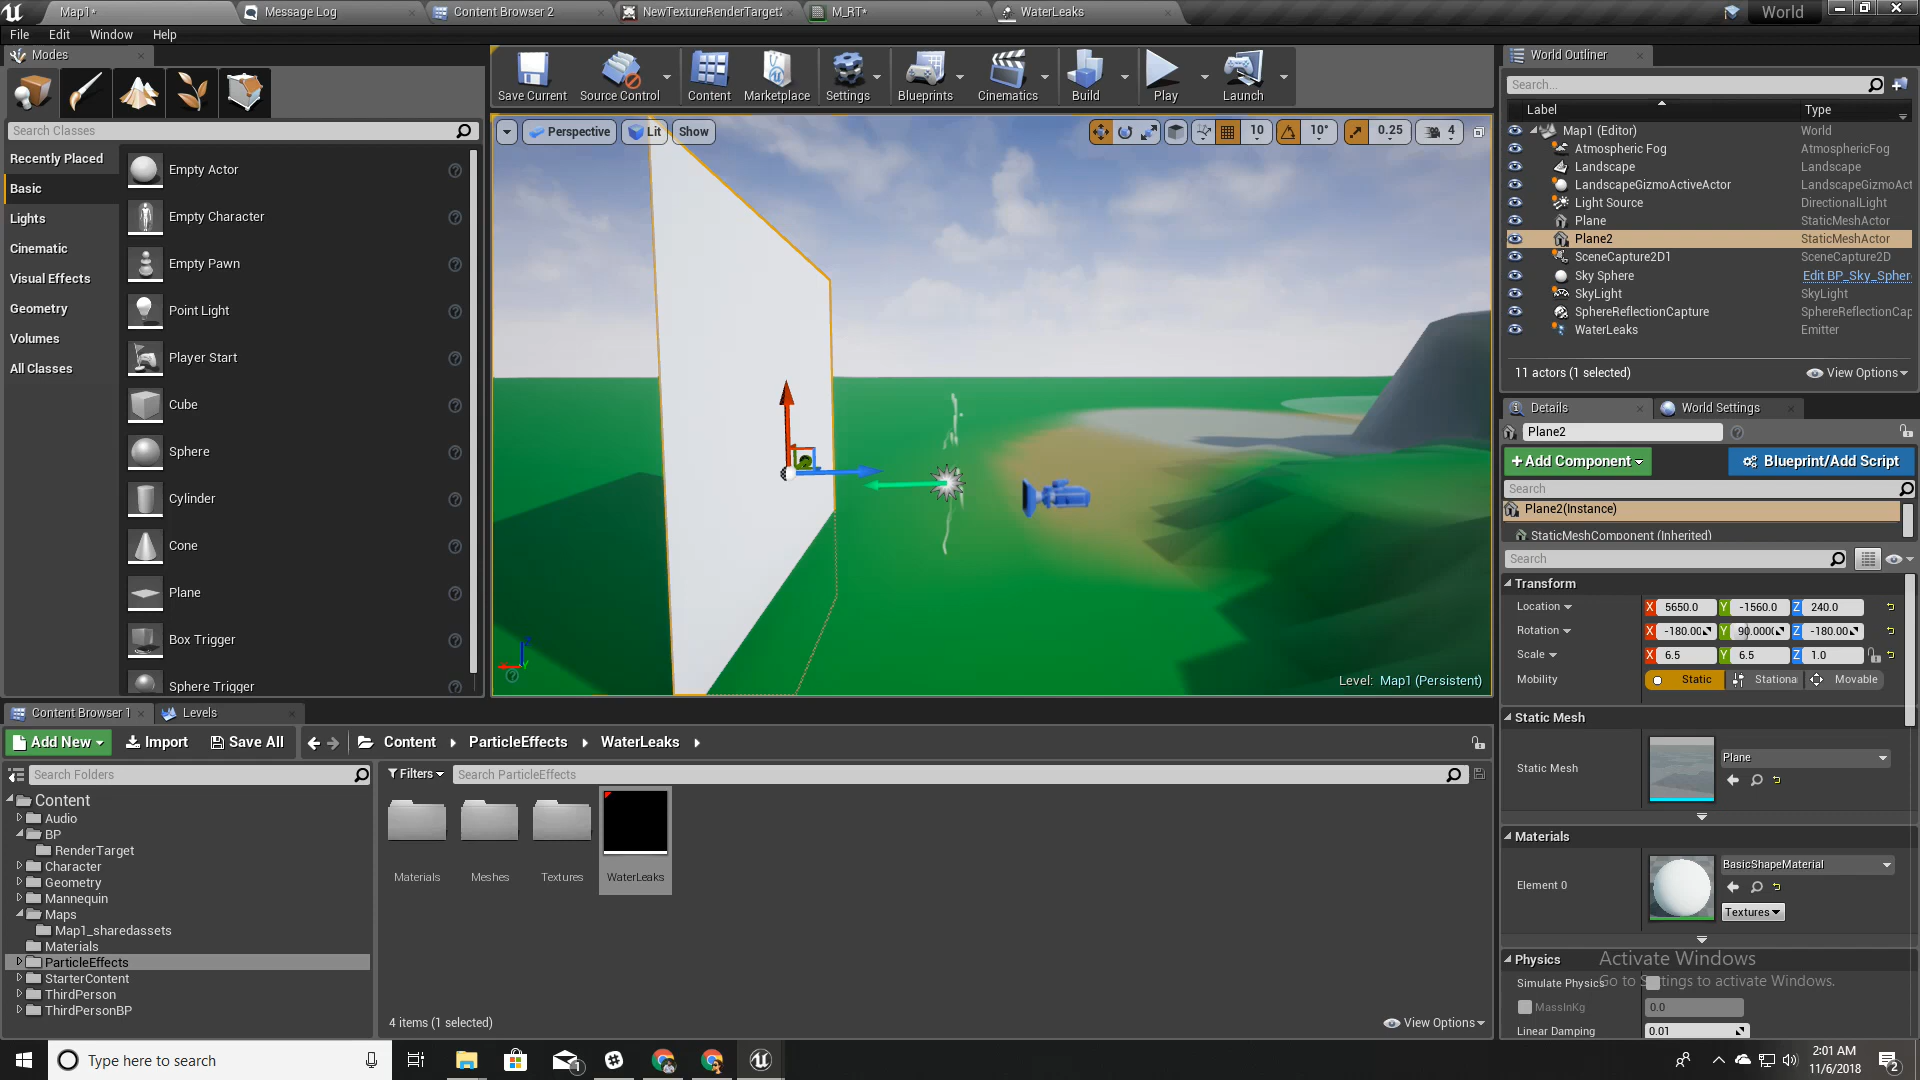 Map1*
Message Log
Content Browser 2
NewTextureRenderTarget
M_RT*
WaterLeaks
World
File Edit Window Help
Modes
Search Classes
Recently Placed
Basic
Lights
Cinematic
Visual Effects
Geometry
Volumes
All Classes
Empty Actor
Empty Character
Empty Pawn
Point Light
Player Start
Cube
Sphere
Cylinder
Cone
Plane
Box Trigger
Sphere Trigger
Save Current
Source Control
Content
Marketplace
Settings
Blueprints
Cinematics
Build
Play
Launch
Perspective
Lit
Show
10
10°
0.25
4
Level: Map1 (Persistent)
World Outliner
Search...
Label Type
Map1 (Editor) World
Atmospheric Fog AtmosphericFog
Landscape Landscape
LandscapeGizmoActiveActor LandscapeGizmoAct
Light Source DirectionalLight
Plane StaticMeshActor
Plane2 StaticMeshActor
SceneCapture2D1 SceneCapture2D
Sky Sphere Edit BP_Sky_Spher
SkyLight SkyLight
SphereReflectionCapture SphereReflectionCap
WaterLeaks Emitter
11 actors (1 selected)
View Options
Details
World Settings
Plane2
+Add Component
Blueprint/Add Script
Search
Plane2(Instance)
StaticMeshComponent (Inherited)
Search
Transform
Location X 5650.0 Y -1560.0 Z 240.0
Rotation X -180.00 Y 90.0000 Z -180.00
Scale X 6.5 Y 6.5 Z 1.0
Mobility Static Stationa Movable
Static Mesh
Static Mesh
Plane
Materials
Element 0
BasicShapeMaterial
Textures
Physics
Simulate Physics
MassInKg 0.0
Linear Damping 0.01
Activate Windows
Go to Settings to activate Windows.
Content Browser 1
Levels
Add New
Import
Save All
Content
ParticleEffects
WaterLeaks
Search Folders
Filters
Search ParticleEffects
Content
Audio
BP
RenderTarget
Character
Geometry
Mannequin
Maps
Map1_sharedassets
Materials
ParticleEffects
StarterContent
ThirdPerson
ThirdPersonBP
Materials
Meshes
Textures
WaterLeaks
4 items (1 selected)
View Options
Type here to search
1
2:01 AM
11/6/2018
2